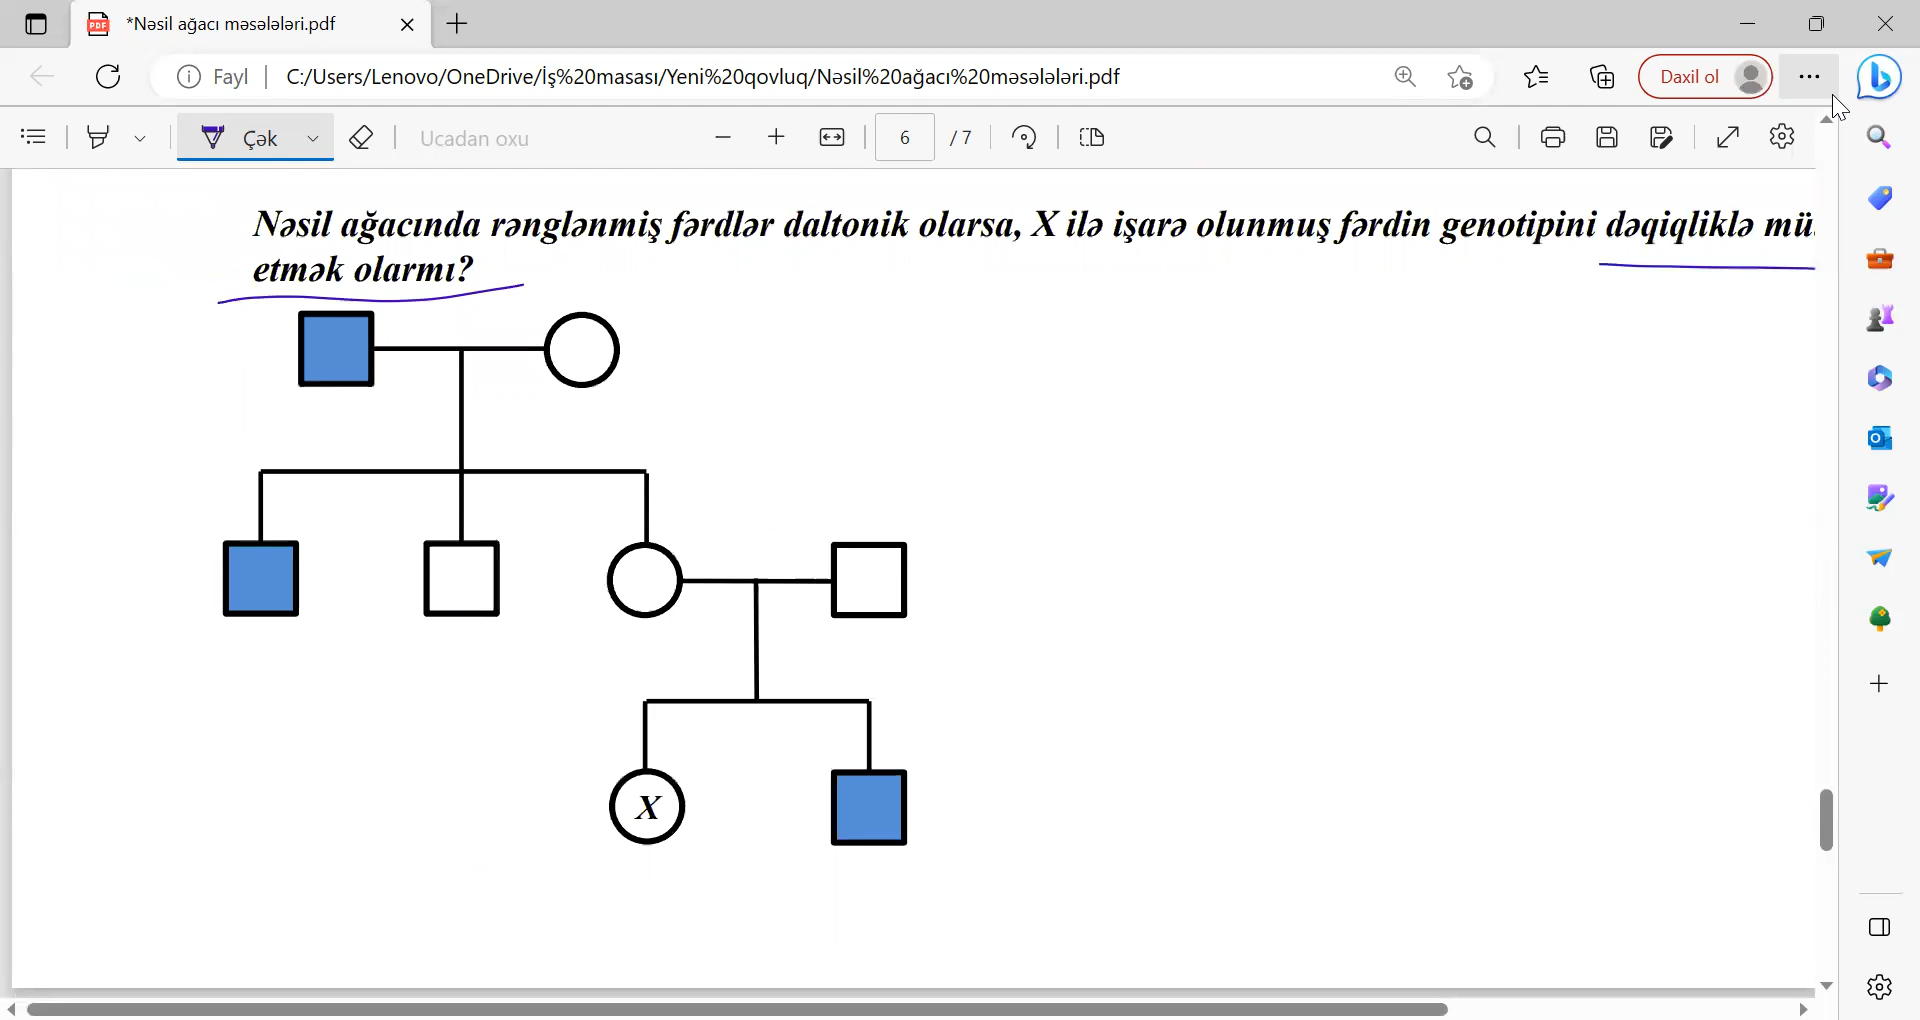 *Nəsil ağacı məsələləri.pdf
Fayl C:/Users/Lenovo/OneDrive/İş%20masası/Yeni%20qovluq/Nəsil%20ağacı%20məsələləri.pdf
Daxil ol
Çək
Ucadan oxu
6 / 7
Nəsil ağacında rənglənmiş fərdlər daltonik olarsa, X ilə işarə olunmuş fərdin genotipini dəqiqliklə mü
etmək olarmı?
X